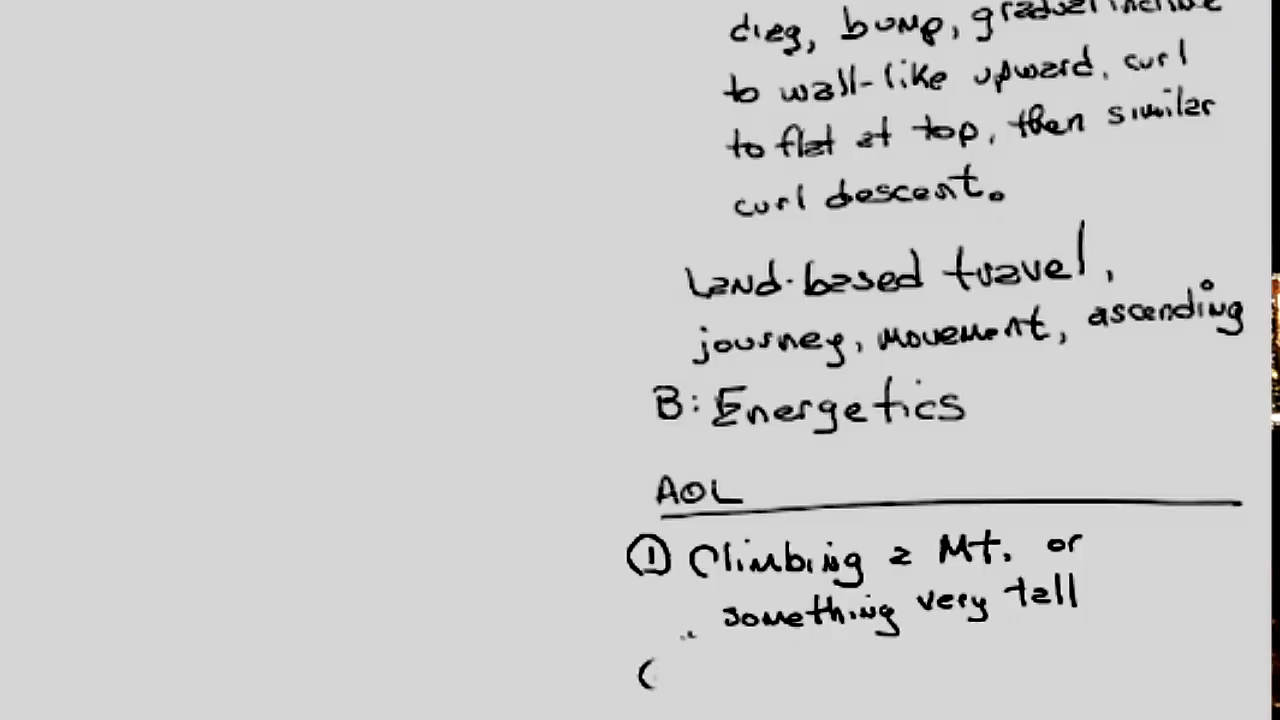 bump, gradual incline
to wall-like upward, curl
to flat at top, then similar
curl descent.
Land-based travel,
journey, movement, ascending
B: Energetics
AOL
① Climbing a Mt. or
something very tall
(